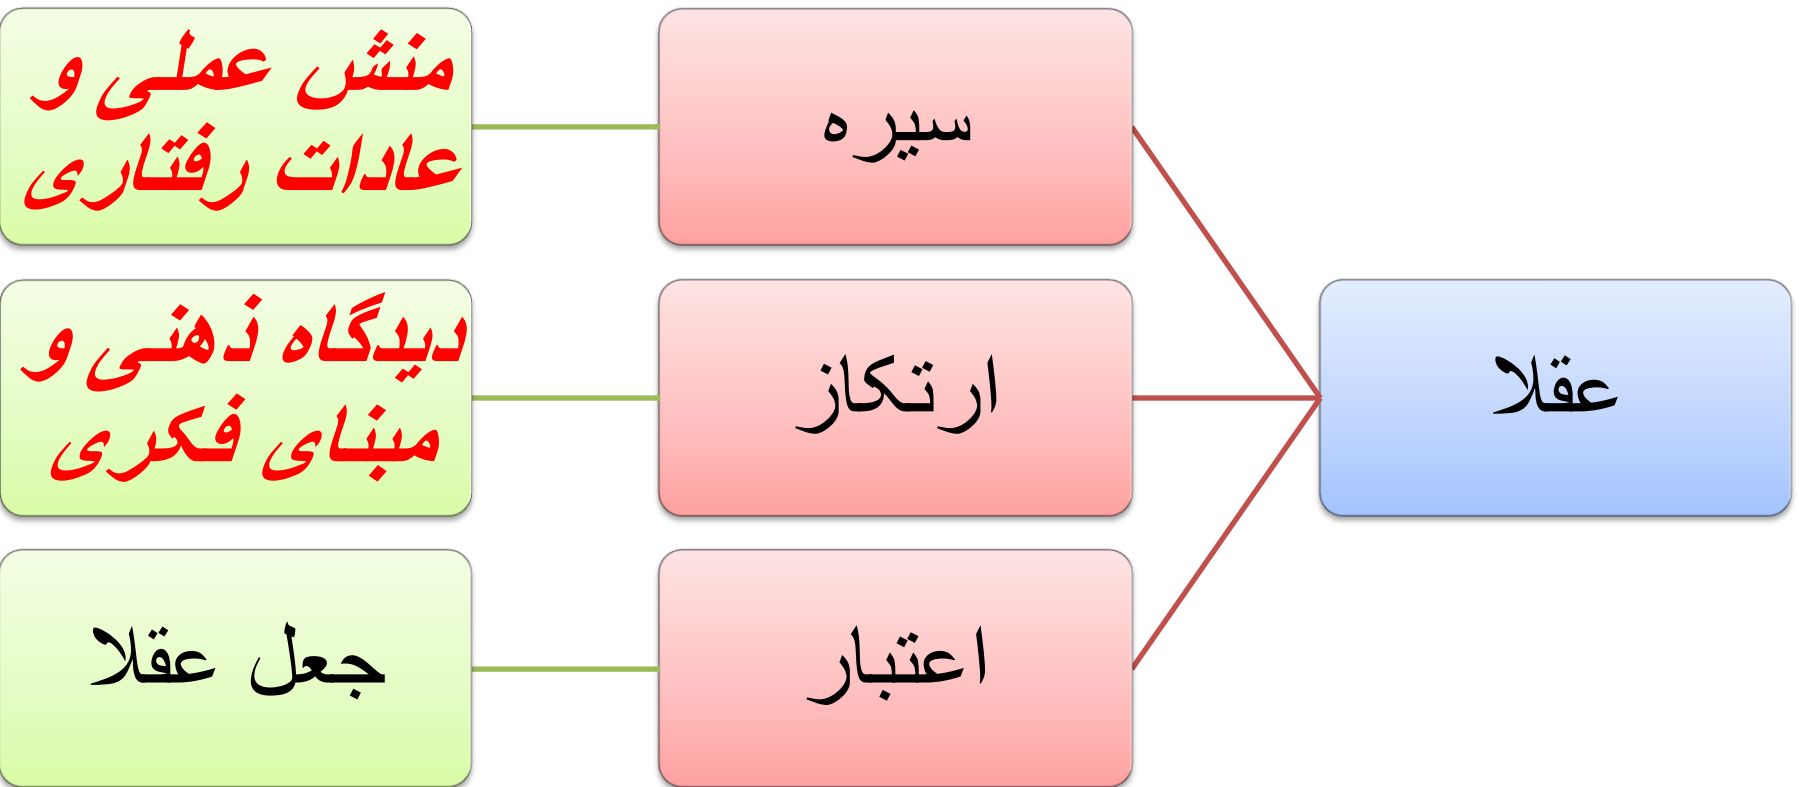 عقلا
سیره
منش عملی و
عادات رفتاری
ارتکاز
دیدگاه ذهنی و
مبنای فکری
اعتبار
جعل عقلا